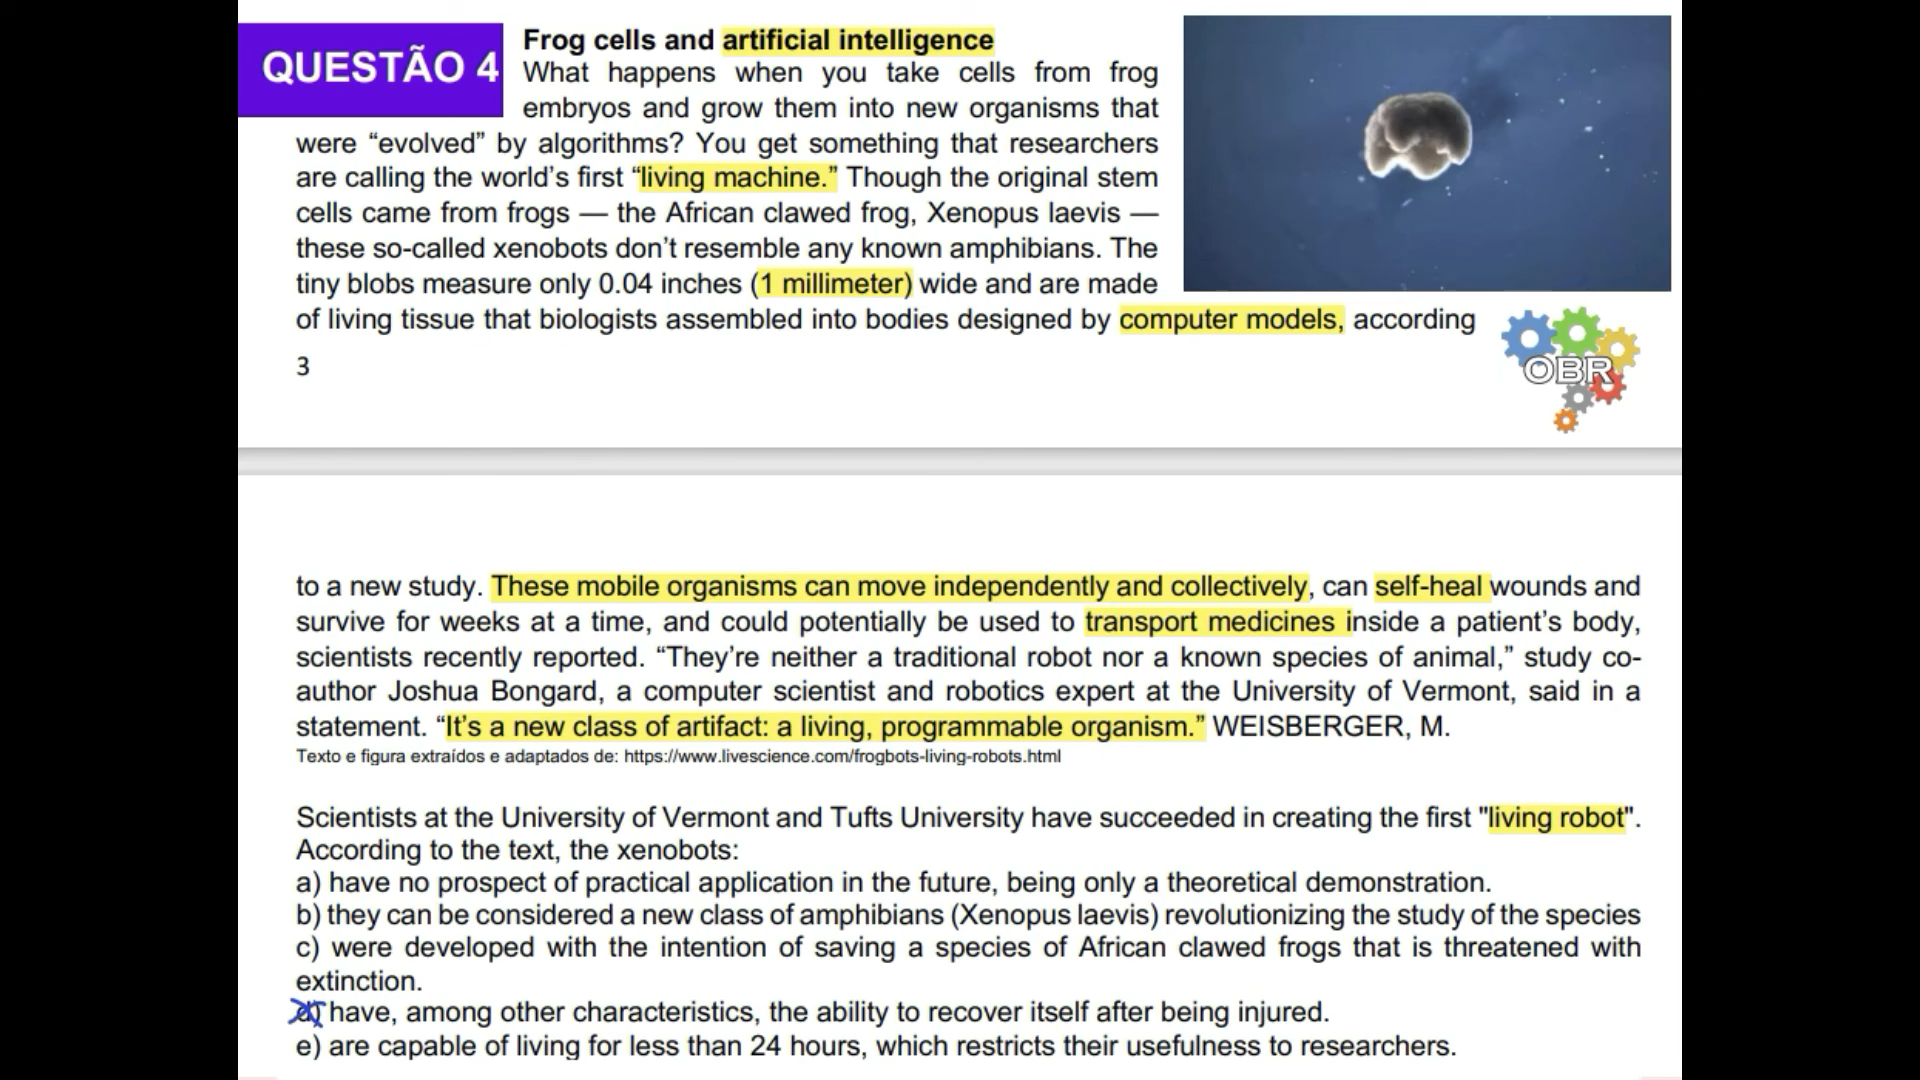 QUESTÃO 4
Frog cells and artificial intelligence
What happens when you take cells from frog
embryos and grow them into new organisms that
were “evolved” by algorithms? You get something that researchers
are calling the world’s first “living machine.” Though the original stem
cells came from frogs — the African clawed frog, Xenopus laevis —
these so-called xenobots don’t resemble any known amphibians. The
tiny blobs measure only 0.04 inches (1 millimeter) wide and are made
of living tissue that biologists assembled into bodies designed by computer models, according
3
OBR
to a new study. These mobile organisms can move independently and collectively, can self-heal wounds and
survive for weeks at a time, and could potentially be used to transport medicines inside a patient’s body,
scientists recently reported. “They’re neither a traditional robot nor a known species of animal,” study co-
author Joshua Bongard, a computer scientist and robotics expert at the University of Vermont, said in a
statement. “It’s a new class of artifact: a living, programmable organism.” WEISBERGER, M.
Texto e figura extraídos e adaptados de: https://www.livescience.com/frogbots-living-robots.html
Scientists at the University of Vermont and Tufts University have succeeded in creating the first "living robot".
According to the text, the xenobots:
a) have no prospect of practical application in the future, being only a theoretical demonstration.
b) they can be considered a new class of amphibians (Xenopus laevis) revolutionizing the study of the species
c) were developed with the intention of saving a species of African clawed frogs that is threatened with
extinction.
d) have, among other characteristics, the ability to recover itself after being injured.
e) are capable of living for less than 24 hours, which restricts their usefulness to researchers.